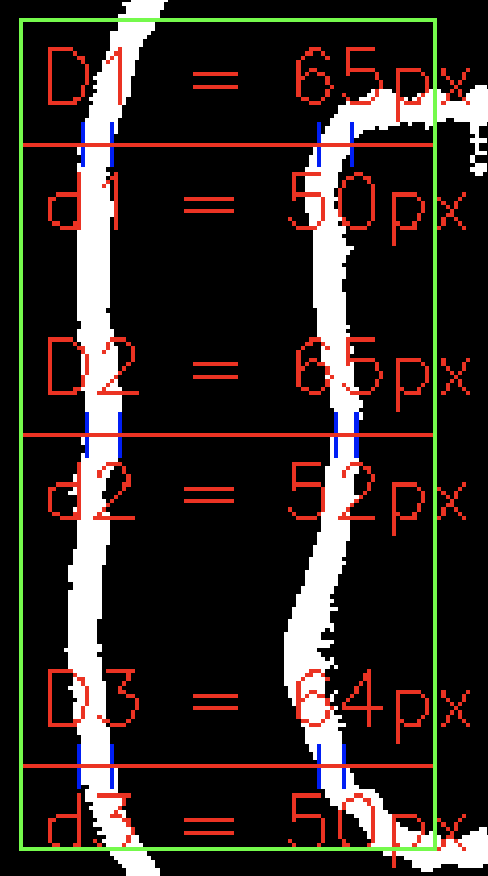 D1 = 65px
d1 = 50px
D2 = 65px
d2 = 52px
D3 = 64px
d3 = 50px